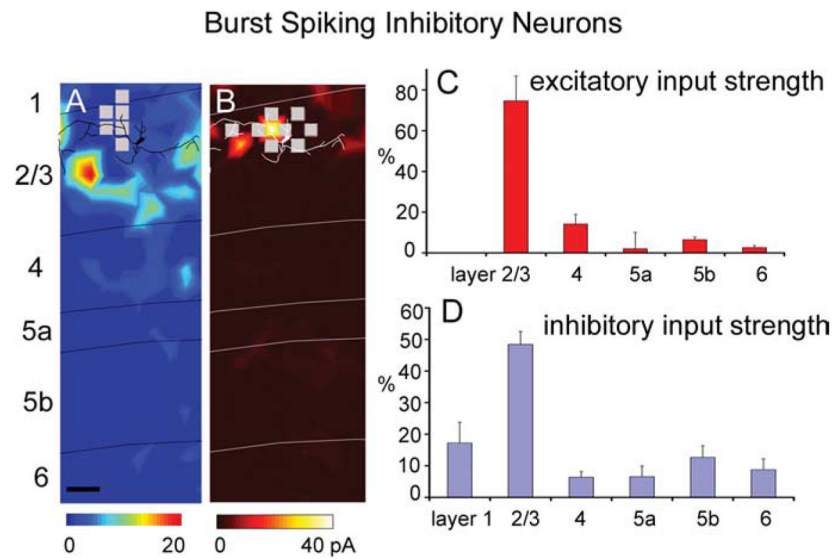 Burst Spiking Inhibitory Neurons
A
B
1
2/3
4
5a
5b
6
0 20
0 40 pA
C excitatory input strength
80
60
%
40
20
0
layer 2/3 4 5a 5b 6
D inhibitory input strength
60
50
%
40
30
20
10
0
layer 1 2/3 4 5a 5b 6